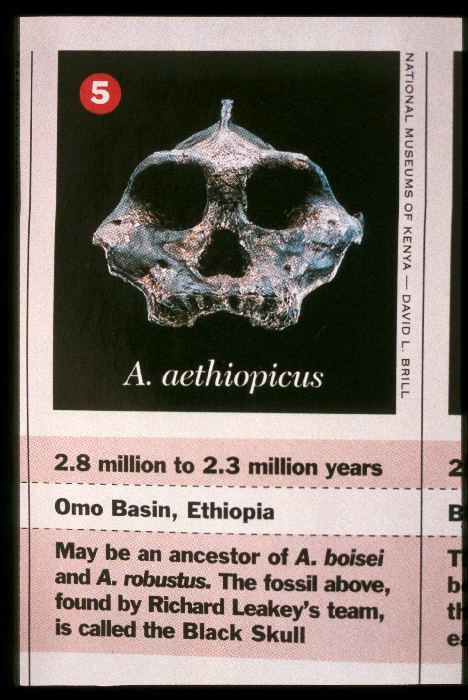 5
NATIONAL MUSEUMS OF KENYA — DAVID L. BRILL
A. aethiopicus
2.8 million to 2.3 million years
Omo Basin, Ethiopia
May be an ancestor of A. boisei
and A. robustus. The fossil above,
found by Richard Leakey's team,
is called the Black Skull
2
B
T
b
th
e